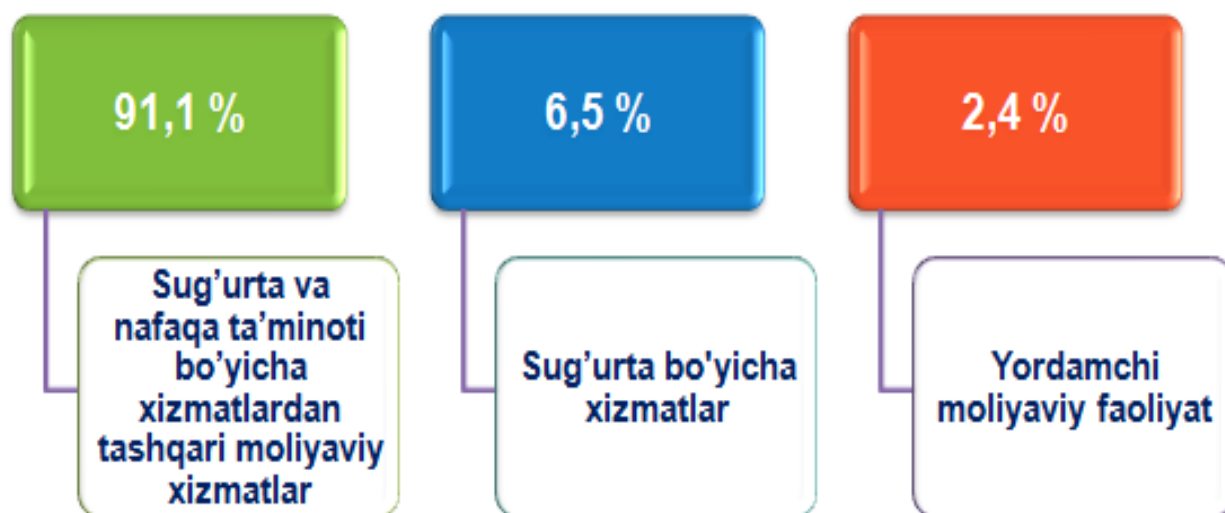 91,1 %
6,5 %
2,4 %
Sug’urta va
nafaqa ta’minoti
bo’yicha
xizmatlardan
tashqari moliyaviy
xizmatlar
Sug’urta bo'yicha
xizmatlar
Yordamchi
moliyaviy faoliyat